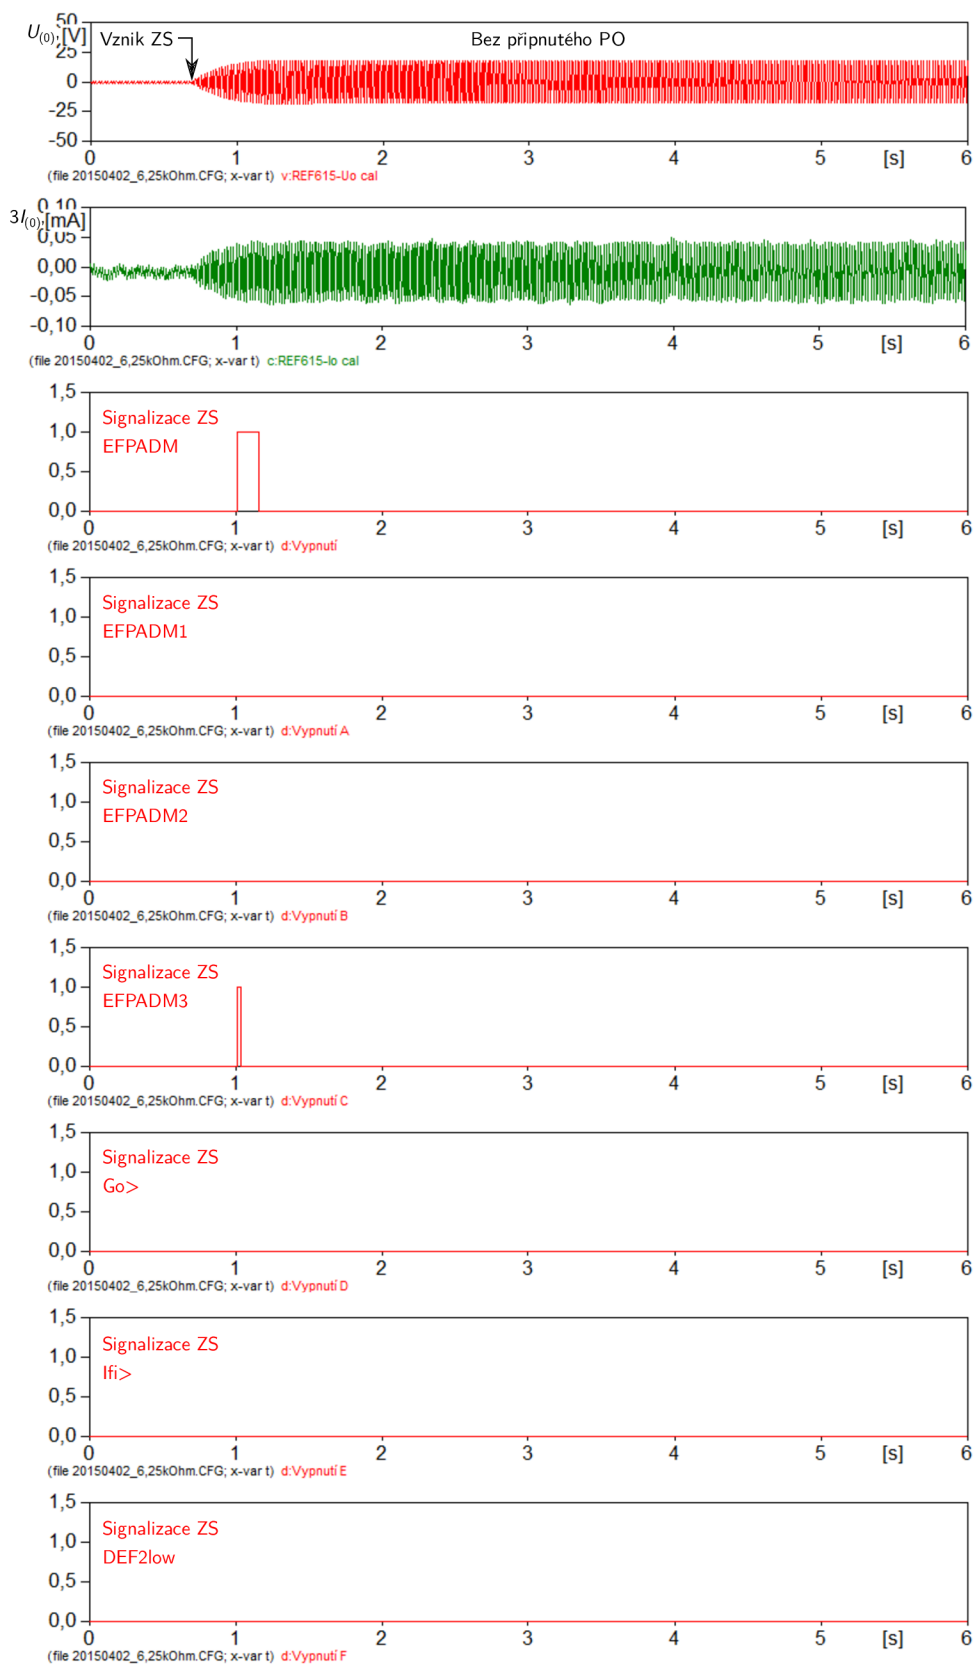 50
U(0);[V]
Vznik ZS
Bez připnutého PO
25
0
-25
-50
0 1 2 3 4 5 [s] 6
(file 20150402_6,25kOhm.CFG; x-var t) v:REF615-Uo cal
0,10
3I(0),[mA]
0,05
0,00
-0,05
-0,10
0 1 2 3 4 5 [s] 6
(file 20150402_6,25kOhm.CFG; x-var t) c:REF615-Io cal
1,5
Signalizace ZS
1,0
EFPADM
0,5
0,0
0 1 2 3 4 5 [s] 6
(file 20150402_6,25kOhm.CFG; x-var t) d:Vypnutí
1,5
Signalizace ZS
1,0
EFPADM1
0,5
0,0
0 1 2 3 4 5 [s] 6
(file 20150402_6,25kOhm.CFG; x-var t) d:Vypnutí A
1,5
Signalizace ZS
1,0
EFPADM2
0,5
0,0
0 1 2 3 4 5 [s] 6
(file 20150402_6,25kOhm.CFG; x-var t) d:Vypnutí B
1,5
Signalizace ZS
1,0
EFPADM3
0,5
0,0
0 1 2 3 4 5 [s] 6
(file 20150402_6,25kOhm.CFG; x-var t) d:Vypnutí C
1,5
Signalizace ZS
1,0
Go>
0,5
0,0
0 1 2 3 4 5 [s] 6
(file 20150402_6,25kOhm.CFG; x-var t) d:Vypnutí D
1,5
Signalizace ZS
1,0
Ifi>
0,5
0,0
0 1 2 3 4 5 [s] 6
(file 20150402_6,25kOhm.CFG; x-var t) d:Vypnutí E
1,5
Signalizace ZS
1,0
DEF2low
0,5
0,0
0 1 2 3 4 5 [s] 6
(file 20150402_6,25kOhm.CFG; x-var t) d:Vypnutí F